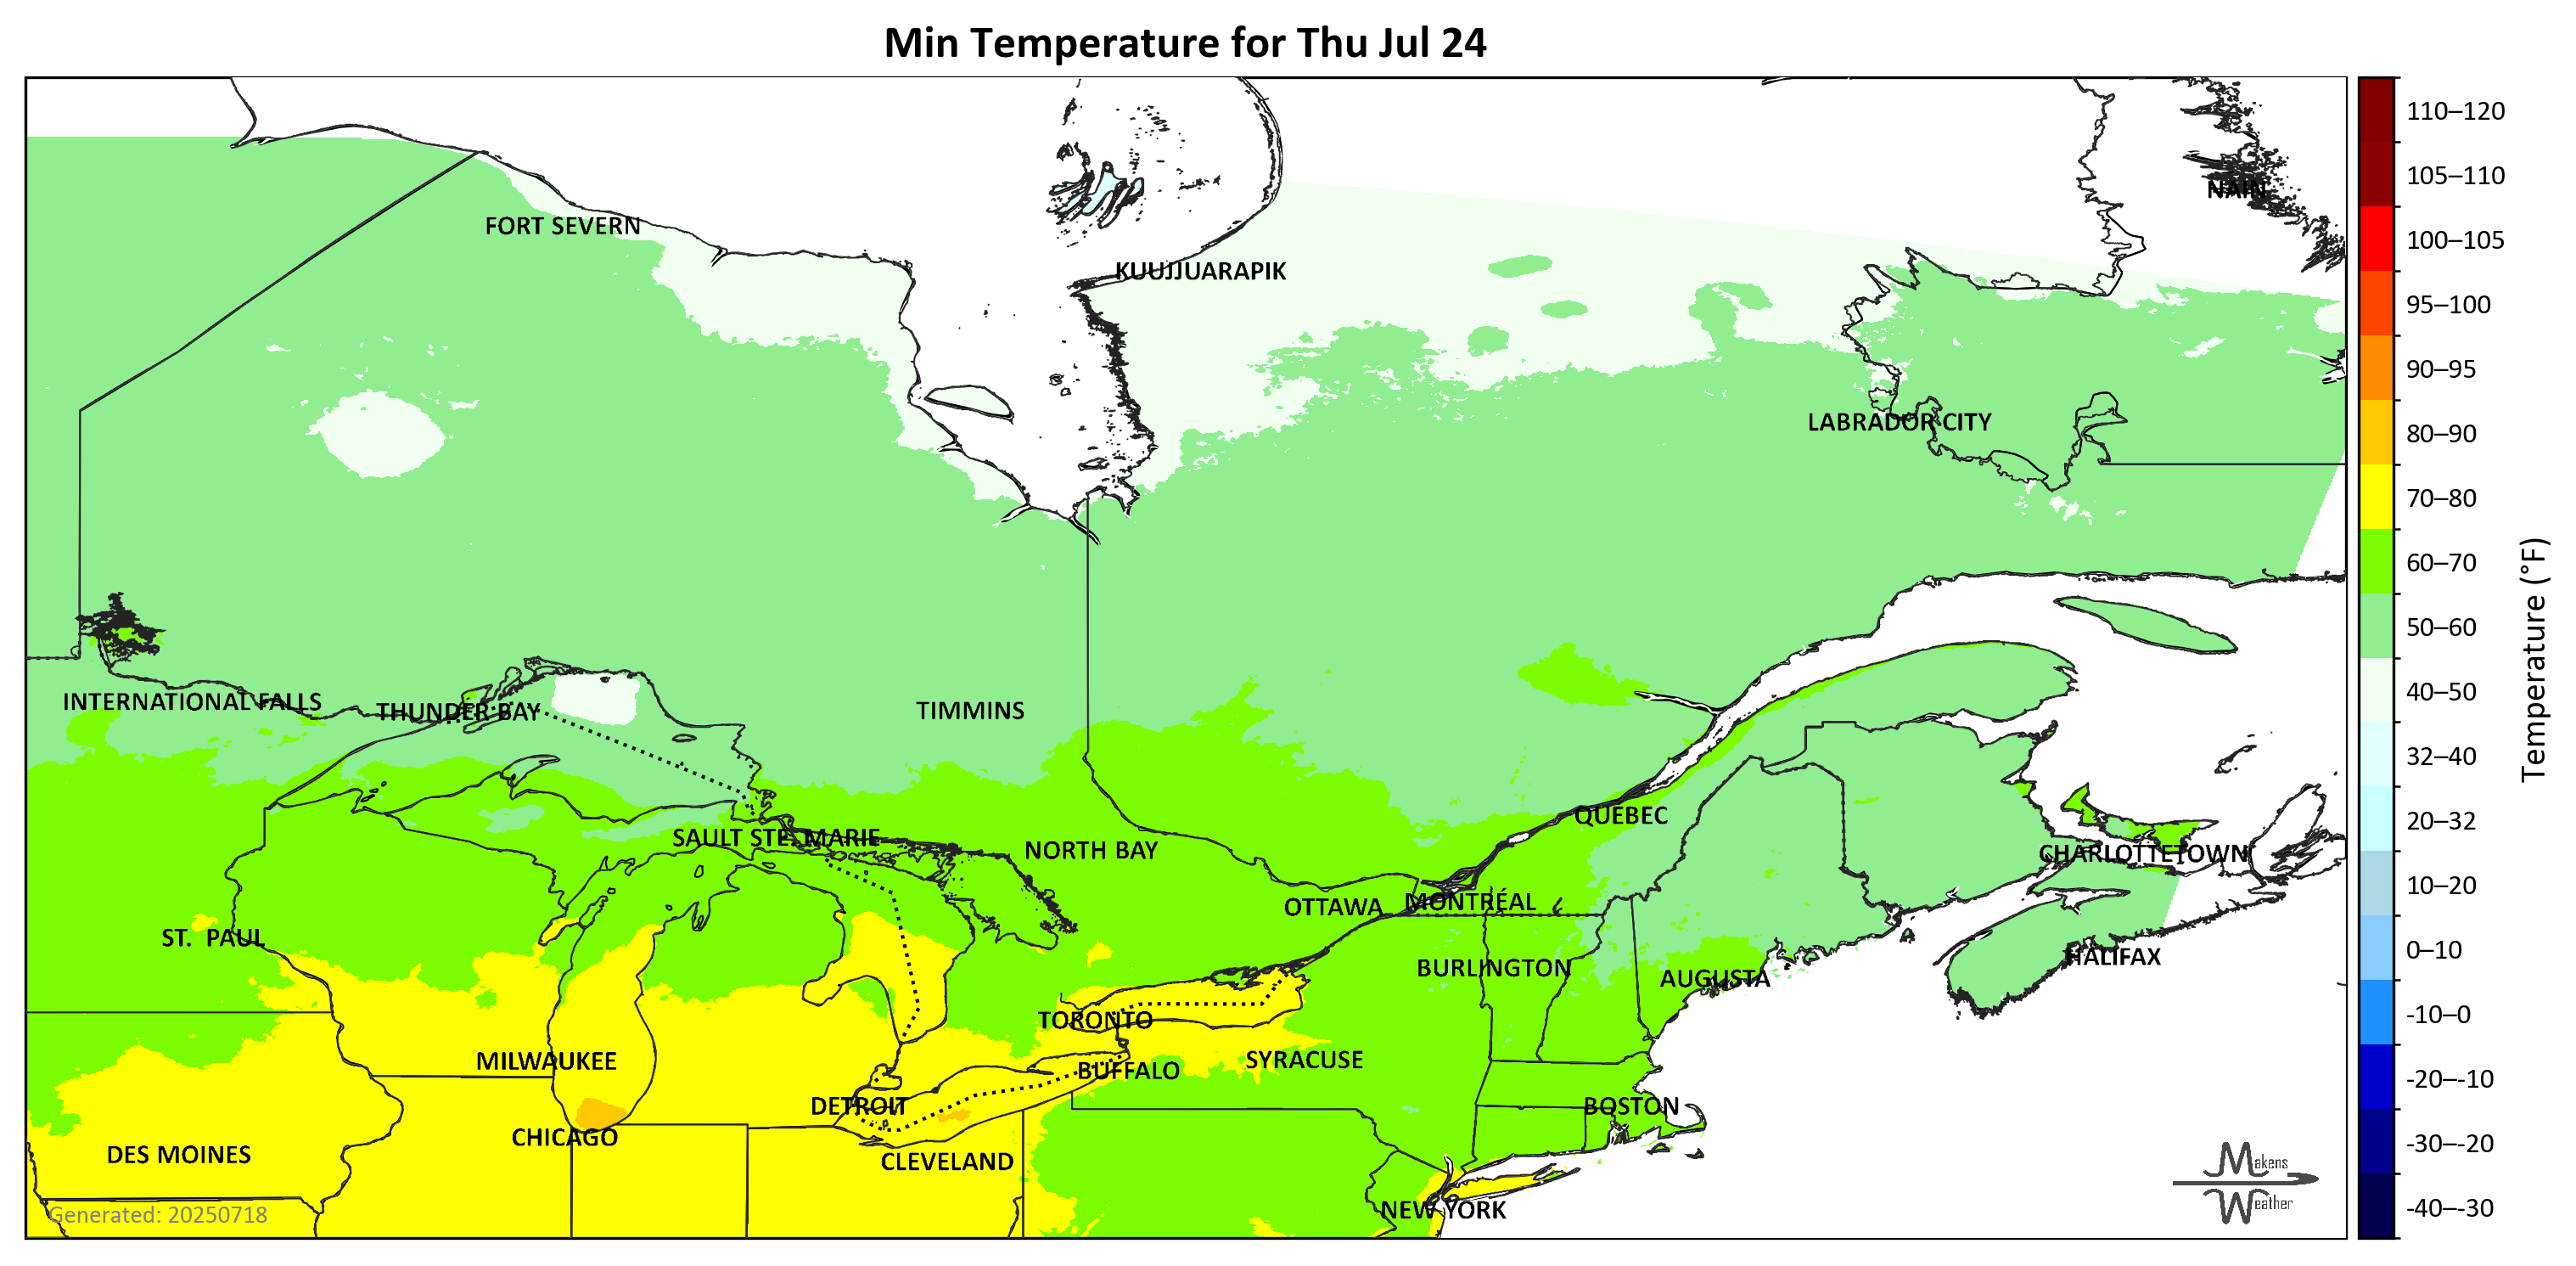 Min Temperature for Thu Jul 24
110–120
105–110
NAIN
FORT SEVERN
100–105
KUUJJUARAPIK
95–100
90–95
LABRADOR CITY
80–90
70–80
60–70
50–60
Temperature (°F)
40–50
INTERNATIONAL FALLS
THUNDER BAY
TIMMINS
32–40
QUÉBEC
20–32
SAULT STE. MARIE
NORTH BAY
CHARLOTTETOWN
10–20
OTTAWA
MONTRÉAL
ST. PAUL
0–10
BURLINGTON
AUGUSTA
HALIFAX
TORONTO
-10–0
MILWAUKEE
BUFFALO
SYRACUSE
-20–-10
DETROIT
BOSTON
CHICAGO
-30–-20
DES MOINES
CLEVELAND
Makens
Weather
NEW YORK
-40–-30
Generated: 20250718